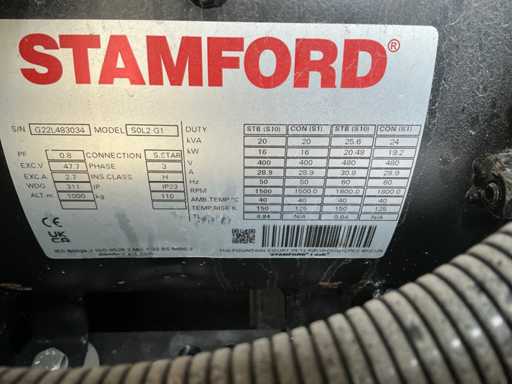 STAMFORD®
S/N G22L483034 MODEL S0L2-G1 DUTY STB (S10) CON (S1) STB (S10) CON (S1)
kVA 20 20 25.6 24
PF 0.8 CONNECTION S.STAR kW 16 16 20.48 19.2
EXC.V 47.7 PHASE 3 V 400 400 480 480
EXC.A 2.7 INS.CLASS H A 28.9 28.9 30.8 28.9
WDG 311 IP IP23 Hz 50 50 60 60
ALT.m 1000 kg 110 RPM 1500 1500.0 1800.0 1800.0
AMB.TEMP °C 40 40 40 40
TEMP.RISE K 150 125 150 125
0.84 N/A 0.84 N/A
CE
UKCA
STAMFORD